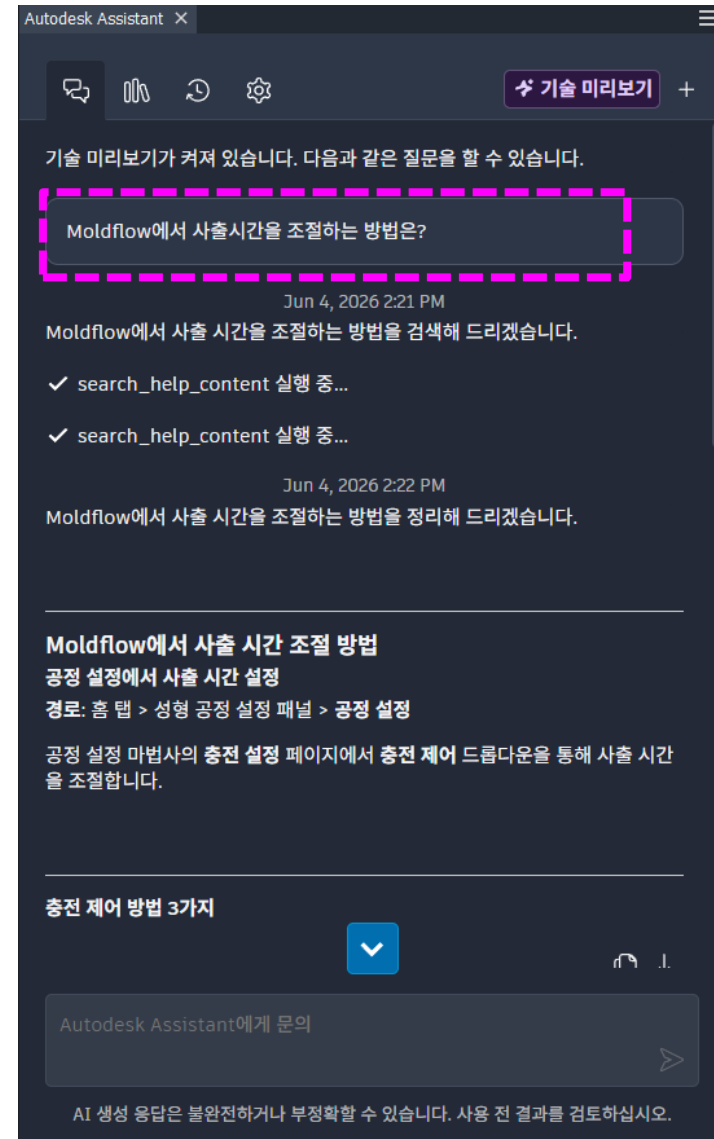 Autodesk Assistant
기술 미리보기
기술 미리보기가 켜져 있습니다. 다음과 같은 질문을 할 수 있습니다.
Moldflow에서 사출시간을 조절하는 방법은?
Jun 4, 2026 2:21 PM
Moldflow에서 사출 시간을 조절하는 방법을 검색해 드리겠습니다.
search_help_content 실행 중...
search_help_content 실행 중...
Jun 4, 2026 2:22 PM
Moldflow에서 사출 시간을 조절하는 방법을 정리해 드리겠습니다.
Moldflow에서 사출 시간 조절 방법
공정 설정에서 사출 시간 설정
경로: 홈 탭 > 성형 공정 설정 패널 > 공정 설정
공정 설정 마법사의 충전 설정 페이지에서 충전 제어 드롭다운을 통해 사출 시간
을 조절합니다.
충전 제어 방법 3가지
Autodesk Assistant에게 문의
AI 생성 응답은 불완전하거나 부정확할 수 있습니다. 사용 전 결과를 검토하십시오.